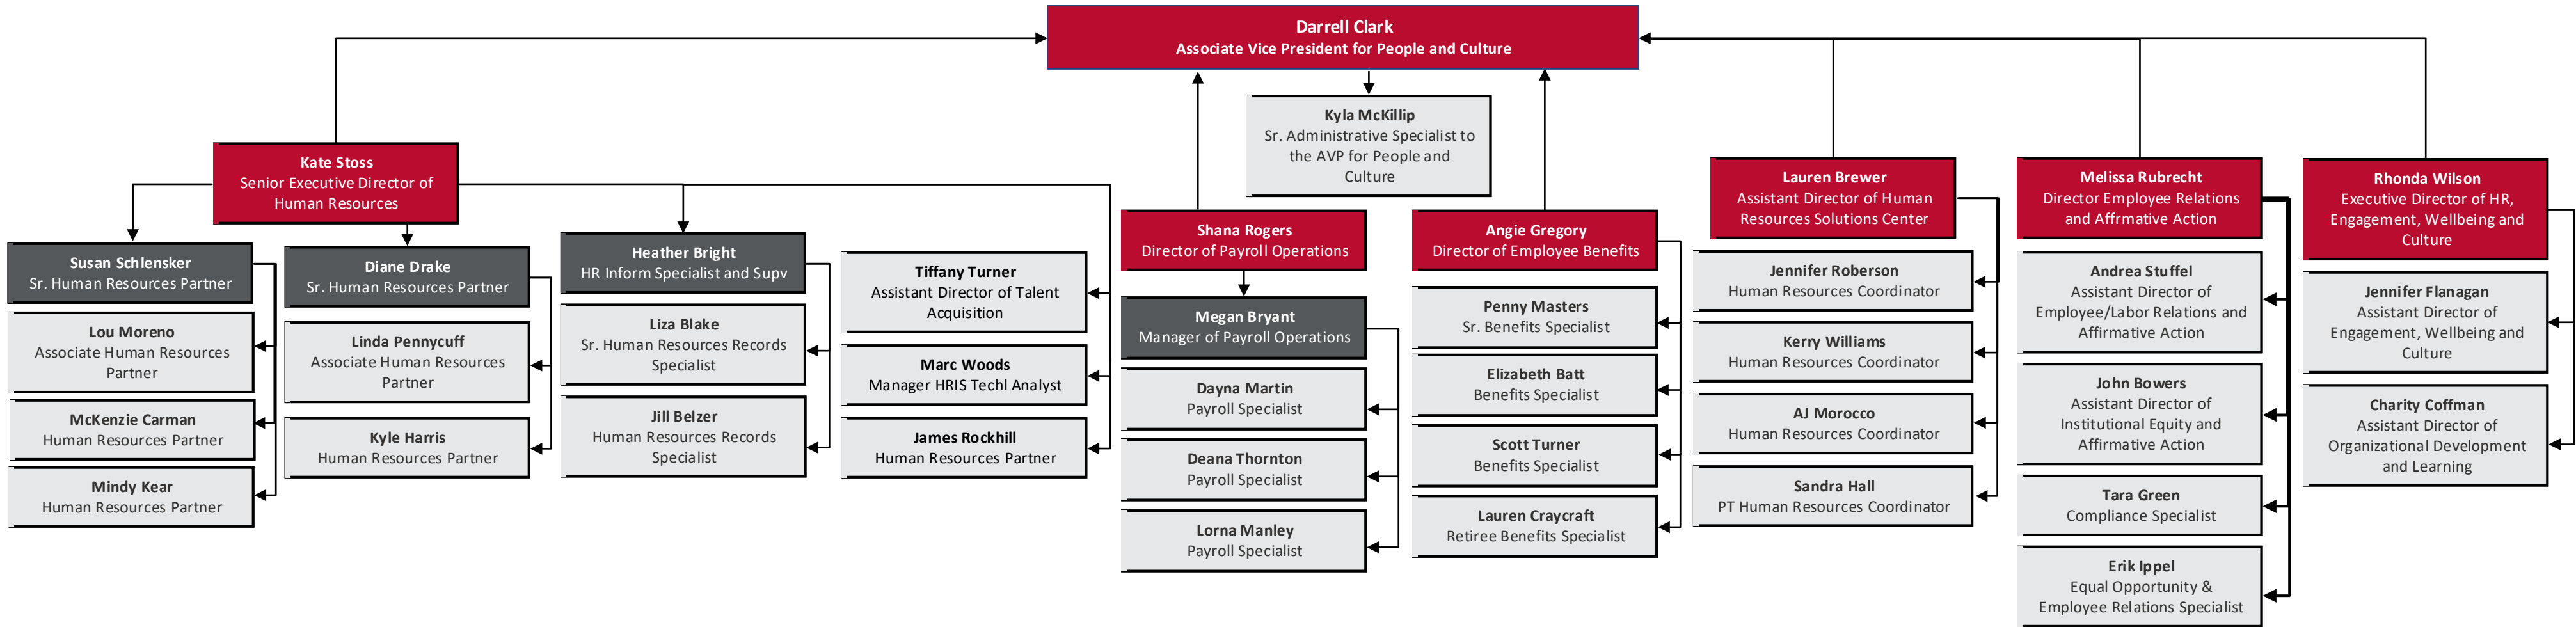 Darrell Clark
Associate Vice President for People and Culture
Kyla McKillip
Sr. Administrative Specialist to
the AVP for People and
Culture
Kate Stoss
Senior Executive Director of
Human Resources
Susan Schlensker
Sr. Human Resources Partner
Lou Moreno
Associate Human Resources
Partner
McKenzie Carman
Human Resources Partner
Mindy Kear
Human Resources Partner
Diane Drake
Sr. Human Resources Partner
Linda Pennycuff
Associate Human Resources
Partner
Kyle Harris
Human Resources Partner
Heather Bright
HR Inform Specialist and Supv
Liza Blake
Sr. Human Resources Records
Specialist
Jill Belzer
Human Resources Records
Specialist
Tiffany Turner
Assistant Director of Talent
Acquisition
Marc Woods
Manager HRIS Techl Analyst
James Rockhill
Human Resources Partner
Shana Rogers
Director of Payroll Operations
Megan Bryant
Manager of Payroll Operations
Dayna Martin
Payroll Specialist
Deana Thornton
Payroll Specialist
Lorna Manley
Payroll Specialist
Angie Gregory
Director of Employee Benefits
Penny Masters
Sr. Benefits Specialist
Elizabeth Batt
Benefits Specialist
Scott Turner
Benefits Specialist
Lauren Craycraft
Retiree Benefits Specialist
Lauren Brewer
Assistant Director of Human
Resources Solutions Center
Jennifer Roberson
Human Resources Coordinator
Kerry Williams
Human Resources Coordinator
AJ Morocco
Human Resources Coordinator
Sandra Hall
PT Human Resources Coordinator
Melissa Rubrecht
Director Employee Relations
and Affrmative Action
Andrea Stuffel
Assistant Director of
Employee/Labor Relations and
Affirmative Action
John Bowers
Assistant Director of
Institutional Equity and
Affirmative Action
Tara Green
Compliance Specialist
Erik Ippel
Equal Opportunity &
Employee Relations Specialist
Rhonda Wilson
Executive Director of HR,
Engagement, Wellbeing and
Culture
Jennifer Flanagan
Assistant Director of
Engagement, Wellbeing and
Culture
Charity Coffman
Assistant Director of
Organizational Development
and Learning